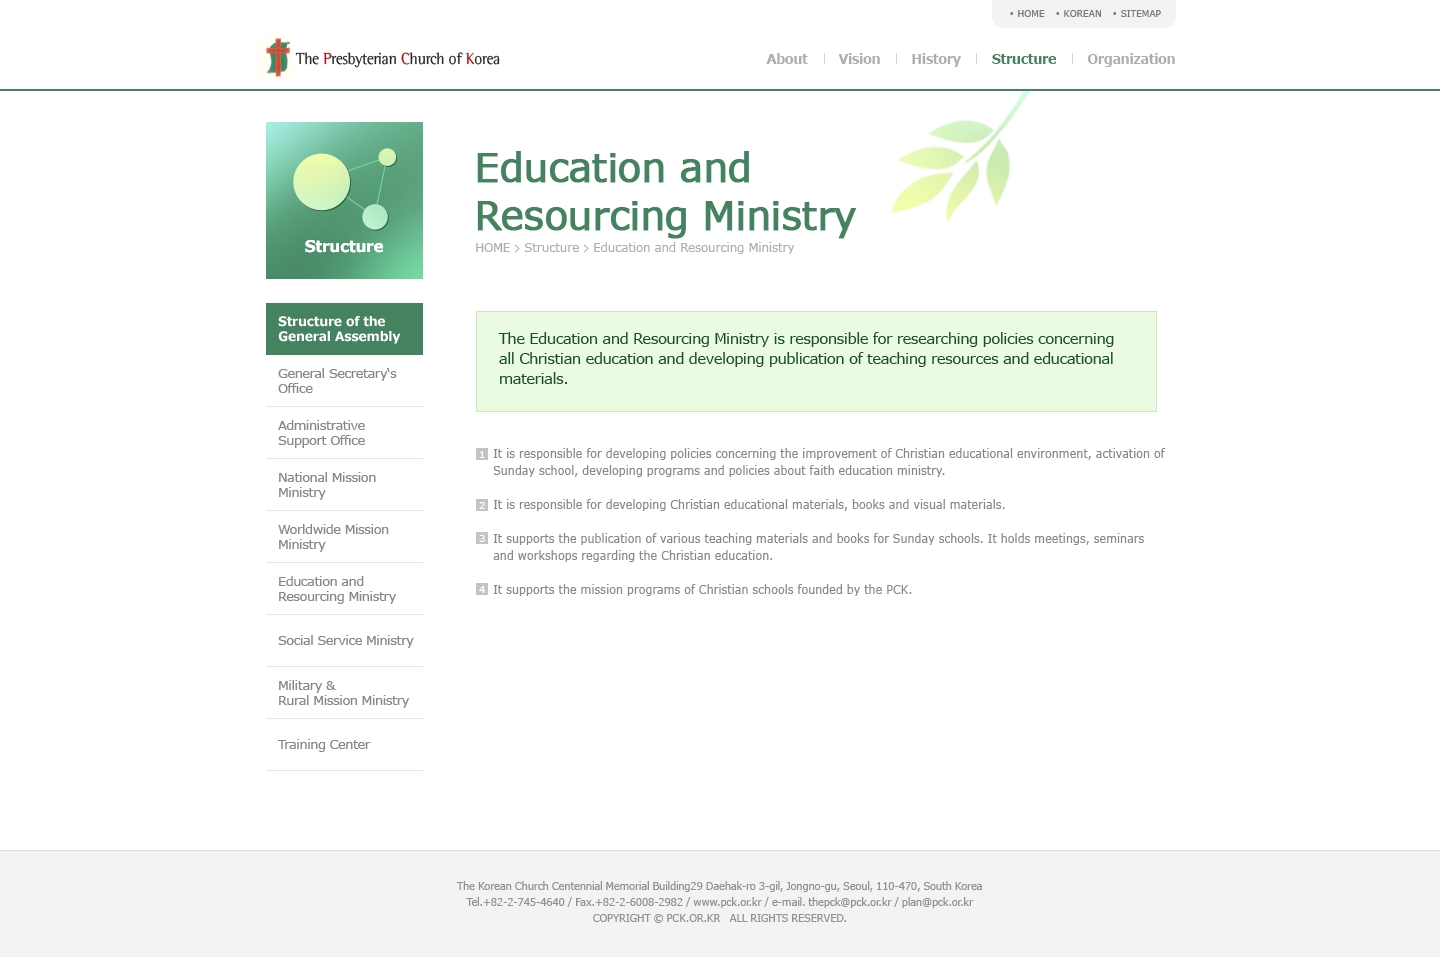 • HOME • KOREAN • SITEMAP
The Presbyterian Church of Korea
About Vision History Structure Organization
Structure
Education and
Resourcing Ministry
HOME > Structure > Education and Resourcing Ministry
Structure of the
General Assembly
General Secretary's
Office
Administrative
Support Office
National Mission
Ministry
Worldwide Mission
Ministry
Education and
Resourcing Ministry
Social Service Ministry
Military &
Rural Mission Ministry
Training Center
The Education and Resourcing Ministry is responsible for researching policies concerning
all Christian education and developing publication of teaching resources and educational
materials.
1 It is responsible for developing policies concerning the improvement of Christian educational environment, activation of
Sunday school, developing programs and policies about faith education ministry.
2 It is responsible for developing Christian educational materials, books and visual materials.
3 It supports the publication of various teaching materials and books for Sunday schools. It holds meetings, seminars
and workshops regarding the Christian education.
4 It supports the mission programs of Christian schools founded by the PCK.
The Korean Church Centennial Memorial Building29 Daehak-ro 3-gil, Jongno-gu, Seoul, 110-470, South Korea
Tel.+82-2-745-4640 / Fax.+82-2-6008-2982 / www.pck.or.kr / e-mail. thepck@pck.or.kr / plan@pck.or.kr
COPYRIGHT © PCK.OR.KR ALL RIGHTS RESERVED.